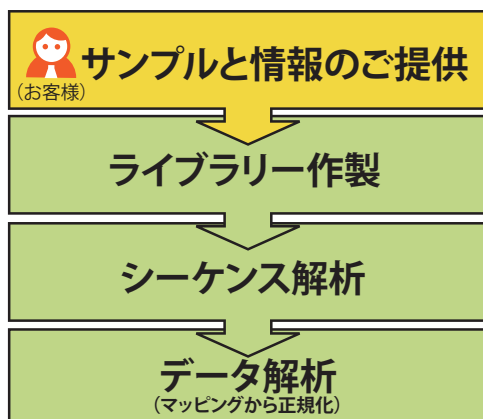 サンプルと情報のご提供
(お客様)
ライブラリー作製
シーケンス解析
データ解析
(マッピングから正規化)